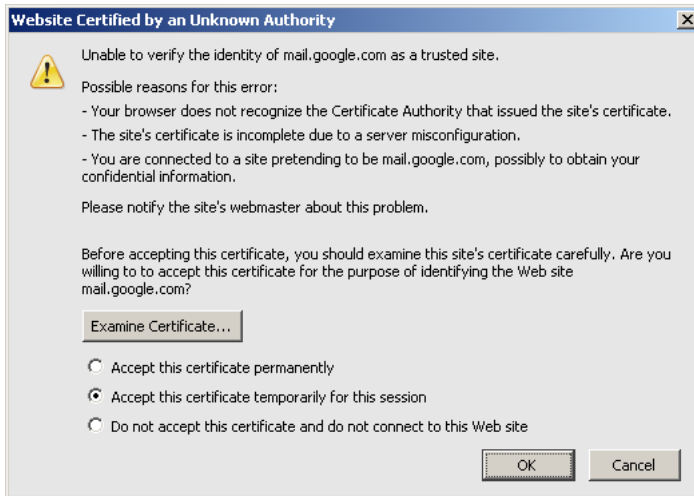 Website Certified by an Unknown Authority
Unable to verify the identity of mail.google.com as a trusted site.
Possible reasons for this error:
- Your browser does not recognize the Certificate Authority that issued the site's certificate.
- The site's certificate is incomplete due to a server misconfiguration.
- You are connected to a site pretending to be mail.google.com, possibly to obtain your
confidential information.
Please notify the site's webmaster about this problem.
Before accepting this certificate, you should examine this site's certificate carefully. Are you
willing to to accept this certificate for the purpose of identifying the Web site
mail.google.com?
Examine Certificate...
Accept this certificate permanently
Accept this certificate temporarily for this session
Do not accept this certificate and do not connect to this Web site
OK Cancel